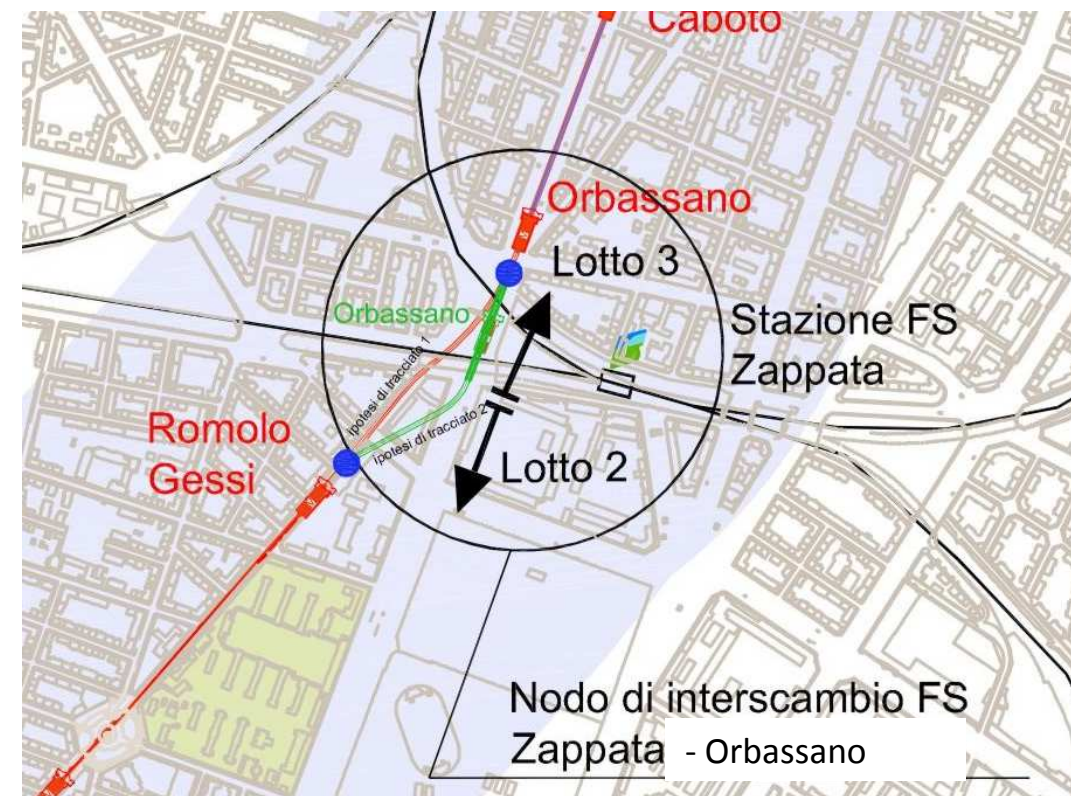 Caboto
Orbassano
Lotto 3
Orbassano
Stazione FS
Zappata
ipotesi di tracciato 1
ipotesi di tracciato 2
Romolo
Gessi
Lotto 2
Nodo di interscambio FS
Zappata - Orbassano